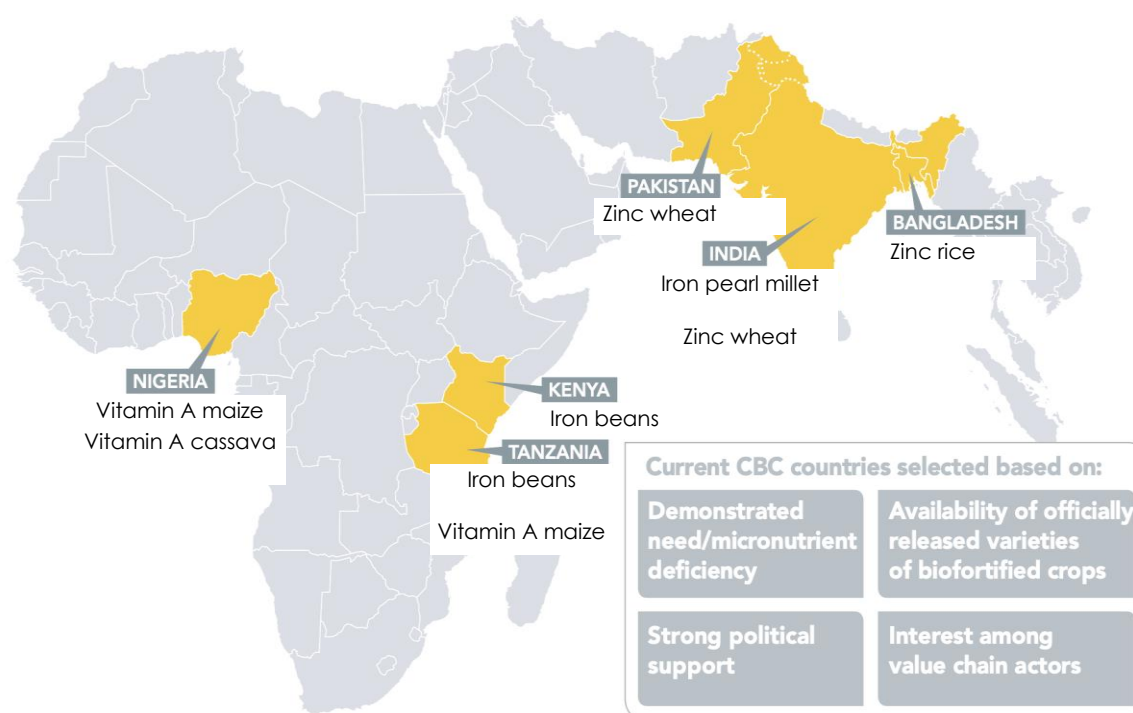 PAKISTAN
Zinc wheat
BANGLADESH
Zinc rice
INDIA
Iron pearl millet
Zinc wheat
NIGERIA
Vitamin A maize
Vitamin A cassava
KENYA
Iron beans
TANZANIA
Iron beans
Vitamin A maize
Current CBC countries selected based on:
Demonstrated
need/micronutrient
deficiency
Availability of officially
released varieties
of biofortified crops
Strong political
support
Interest among
value chain actors